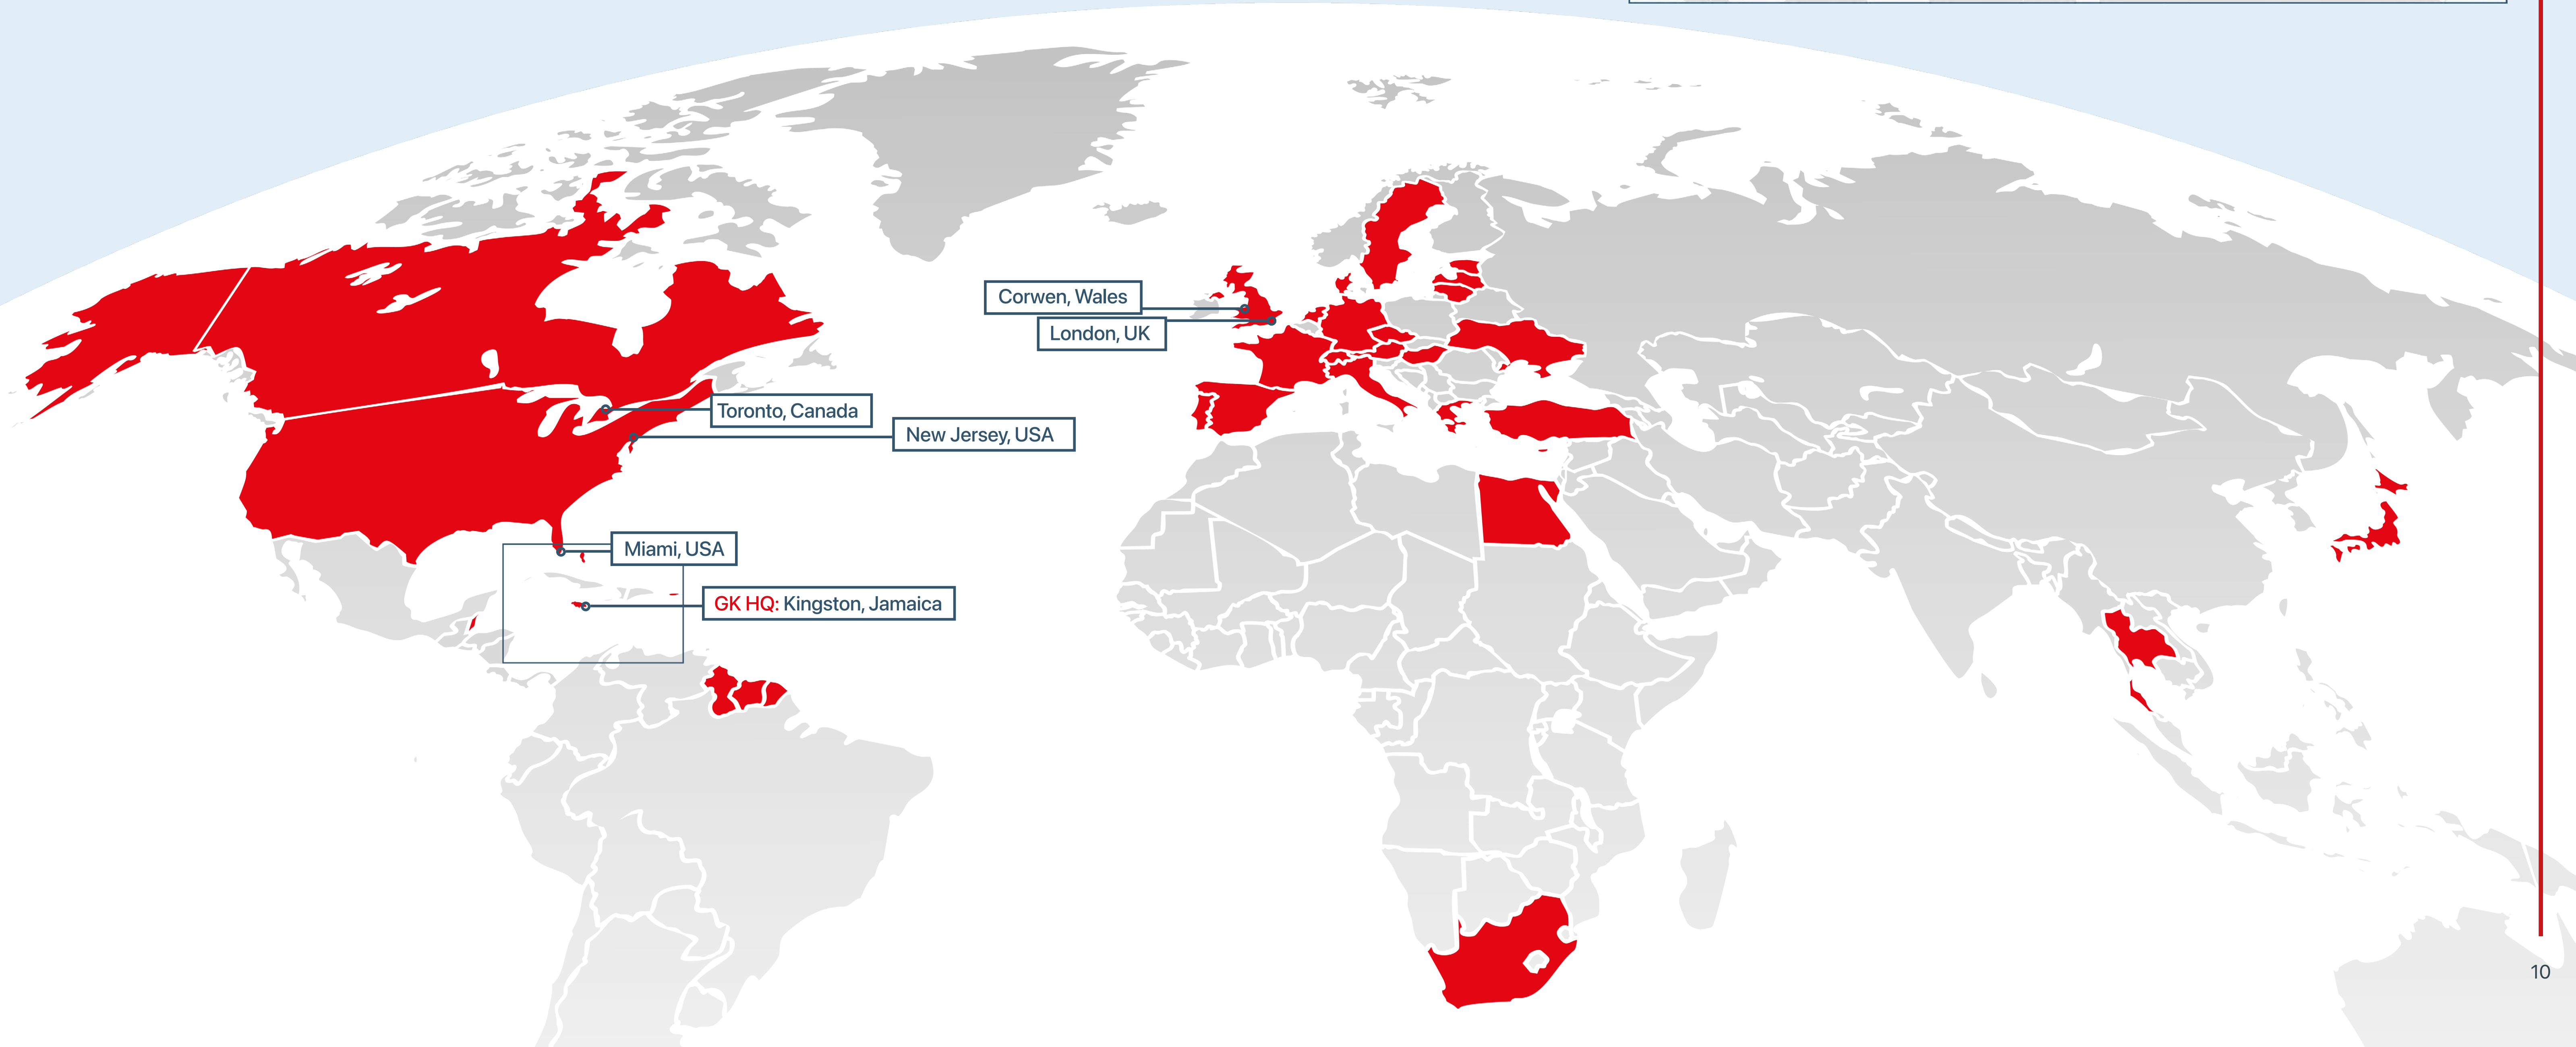 Corwen, Wales
London, UK
Toronto, Canada
New Jersey, USA
Miami, USA
GK HQ: Kingston, Jamaica
10